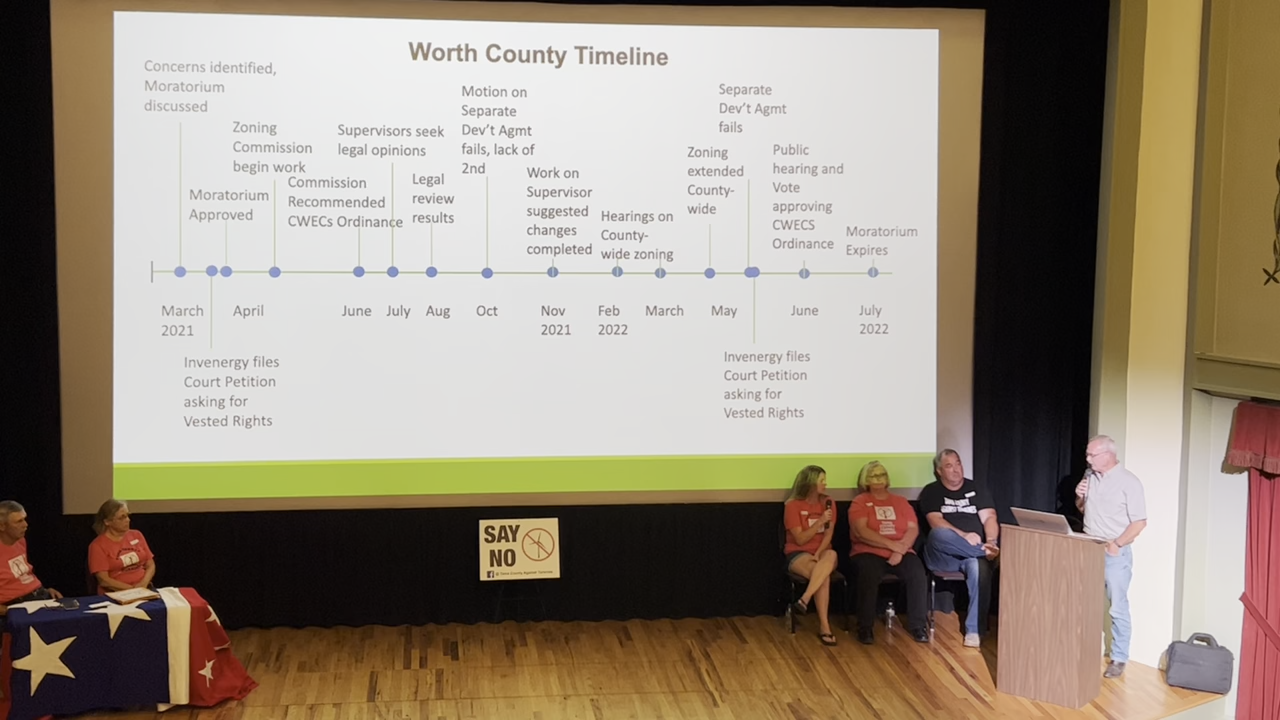 Worth County Timeline
Concerns identified,
Moratorium
discussed
Moratorium
Approved
Zoning
Commission
begin work
Commission
Recommended
CWECs Ordinance
Supervisors seek
legal opinions
Legal
review
results
Motion on
Separate
Dev't Agmt
fails, lack of
2nd
Work on
Supervisor
suggested
changes
completed
Hearings on
County-
wide zoning
Zoning
extended
County-
wide
Separate
Dev't Agmt
fails
Public
hearing and
Vote
approving
CWECS
Ordinance
Moratorium
Expires
March
2021
April
June
July
Aug
Oct
Nov
2021
Feb
2022
March
May
June
July
2022
Invenergy files
Court Petition
asking for
Vested Rights
Invenergy files
Court Petition
asking for
Vested Rights
SAY
NO